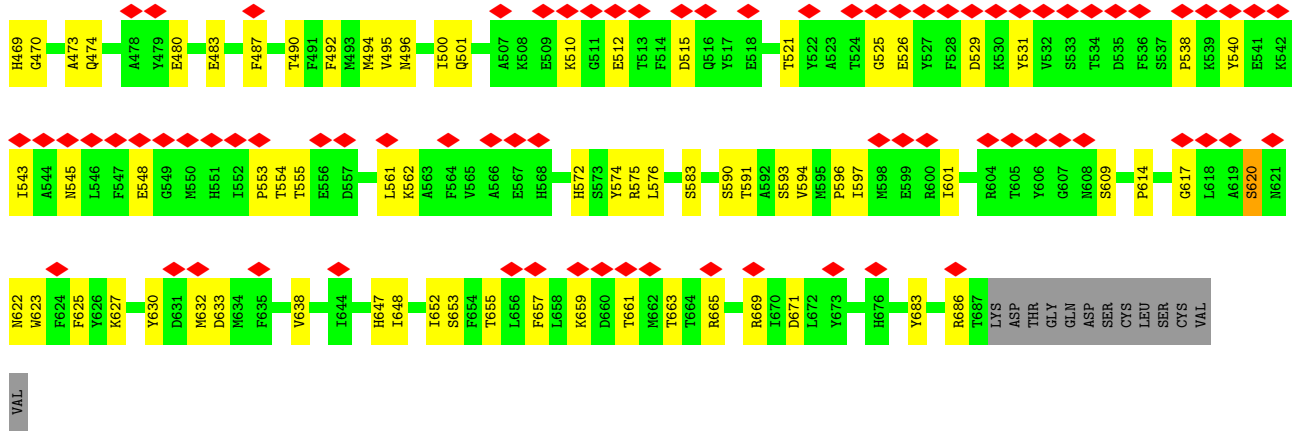 H469 G470 A473 Q474 A478 Y479 E480 E483 F487 T490 F491 F492 M493 M494 V495 N496 I500 Q501 A507 K508 E509 K510 G511 E512 T513 F514 D515 Q516 Y517 E518 T521 Y522 A523 T524 G525 E526 Y527 F528 D529 K530 Y531 V532 S533 T534 D535 F536 S537 P538 K539 Y540 E541 K542
I543 A544 N545 L546 F547 E548 G549 M550 H551 I552 P553 T554 T555 E556 D557 L561 K562 A563 F564 V565 A566 E567 H568 H572 S573 Y574 R575 L576 S583 S590 T591 A592 S593 V594 M595 P596 I597 M598 E599 R600 I601 R604 T605 Y606 G607 N608 S609 P614 G617 L618 A619 S620 N621
N622 W623 F624 F625 Y626 K627 Y630 D631 M632 D633 M634 F635 V638 I644 H647 I648 I652 S653 F654 T655 L656 F657 L658 K659 D660 T661 M662 T663 T664 R665 R669 I670 D671 L672 Y673 H676 Y683 R686 T687 LYS ASP THR GLY GLN ASP SER CYS LEU SER CYS VAL
VAL